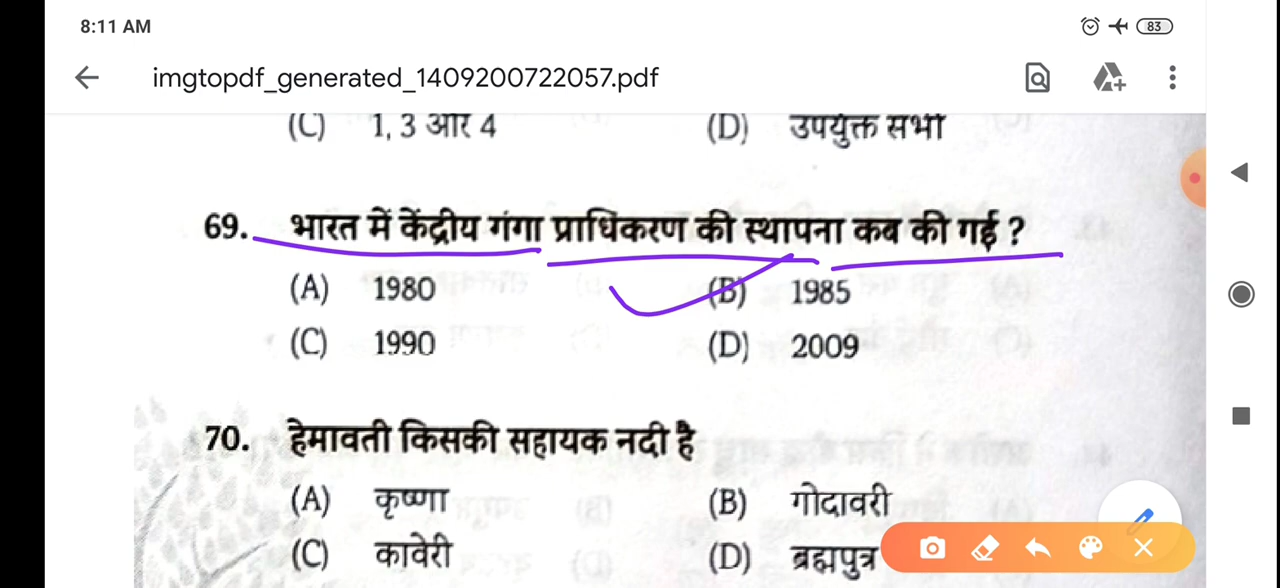 8:11 AM
83
imgtopdf_generated_1409200722057.pdf
(C) 1, 3 और 4 (D) उपर्युक्त सभी
69. भारत में केंद्रीय गंगा प्राधिकरण की स्थापना कब की गई ?
(A) 1980 (B) 1985
(C) 1990 (D) 2009
70. हेमावती किसकी सहायक नदी है
(A) कृष्णा (B) गोदावरी
(C) कावेरी (D) ब्रह्मपुत्र